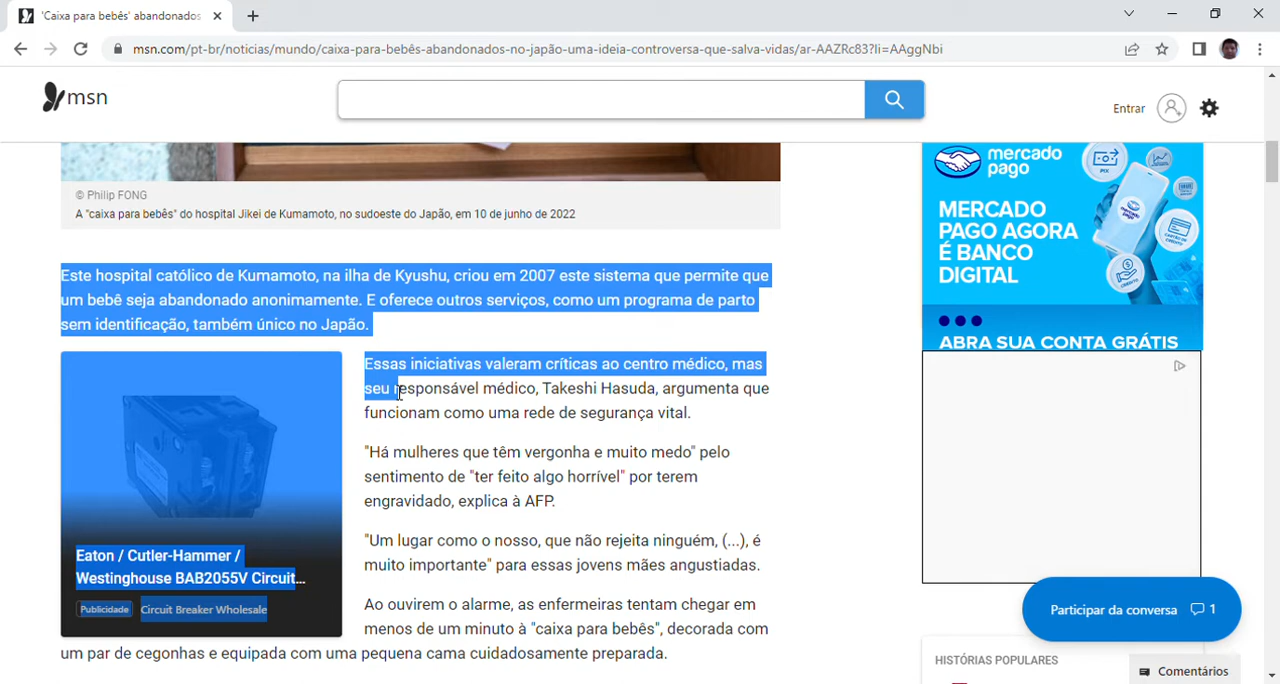 'Caixa para bebês' abandonados
msn.com/pt-br/noticias/mundo/caixa-para-bebês-abandonados-no-japão-uma-ideia-controversa-que-salva-vidas/ar-AAZRc83?li=AAggNbi
msn
Entrar
© Philip FONG
A "caixa para bebês" do hospital Jikei de Kumamoto, no sudoeste do Japão, em 10 de junho de 2022
Este hospital católico de Kumamoto, na ilha de Kyushu, criou em 2007 este sistema que permite que
um bebê seja abandonado anonimamente. E oferece outros serviços, como um programa de parto
sem identificação, também único no Japão.
Essas iniciativas valeram críticas ao centro médico, mas
seu responsável médico, Takeshi Hasuda, argumenta que
funcionam como uma rede de segurança vital.
"Há mulheres que têm vergonha e muito medo" pelo
sentimento de "ter feito algo horrível" por terem
engravidado, explica à AFP.
"Um lugar como o nosso, que não rejeita ninguém, (...), é
muito importante" para essas jovens mães angustiadas.
Ao ouvirem o alarme, as enfermeiras tentam chegar em
menos de um minuto à "caixa para bebês", decorada com
um par de cegonhas e equipada com uma pequena cama cuidadosamente preparada.
Eaton / Cutler-Hammer /
Westinghouse BAB2055V Circuit...
Publicidade Circuit Breaker Wholesale
mercado
pago
MERCADO
PAGO AGORA
É BANCO
DIGITAL
ABRA SUA CONTA GRÁTIS
Participar da conversa 1
HISTÓRIAS POPULARES
Comentários